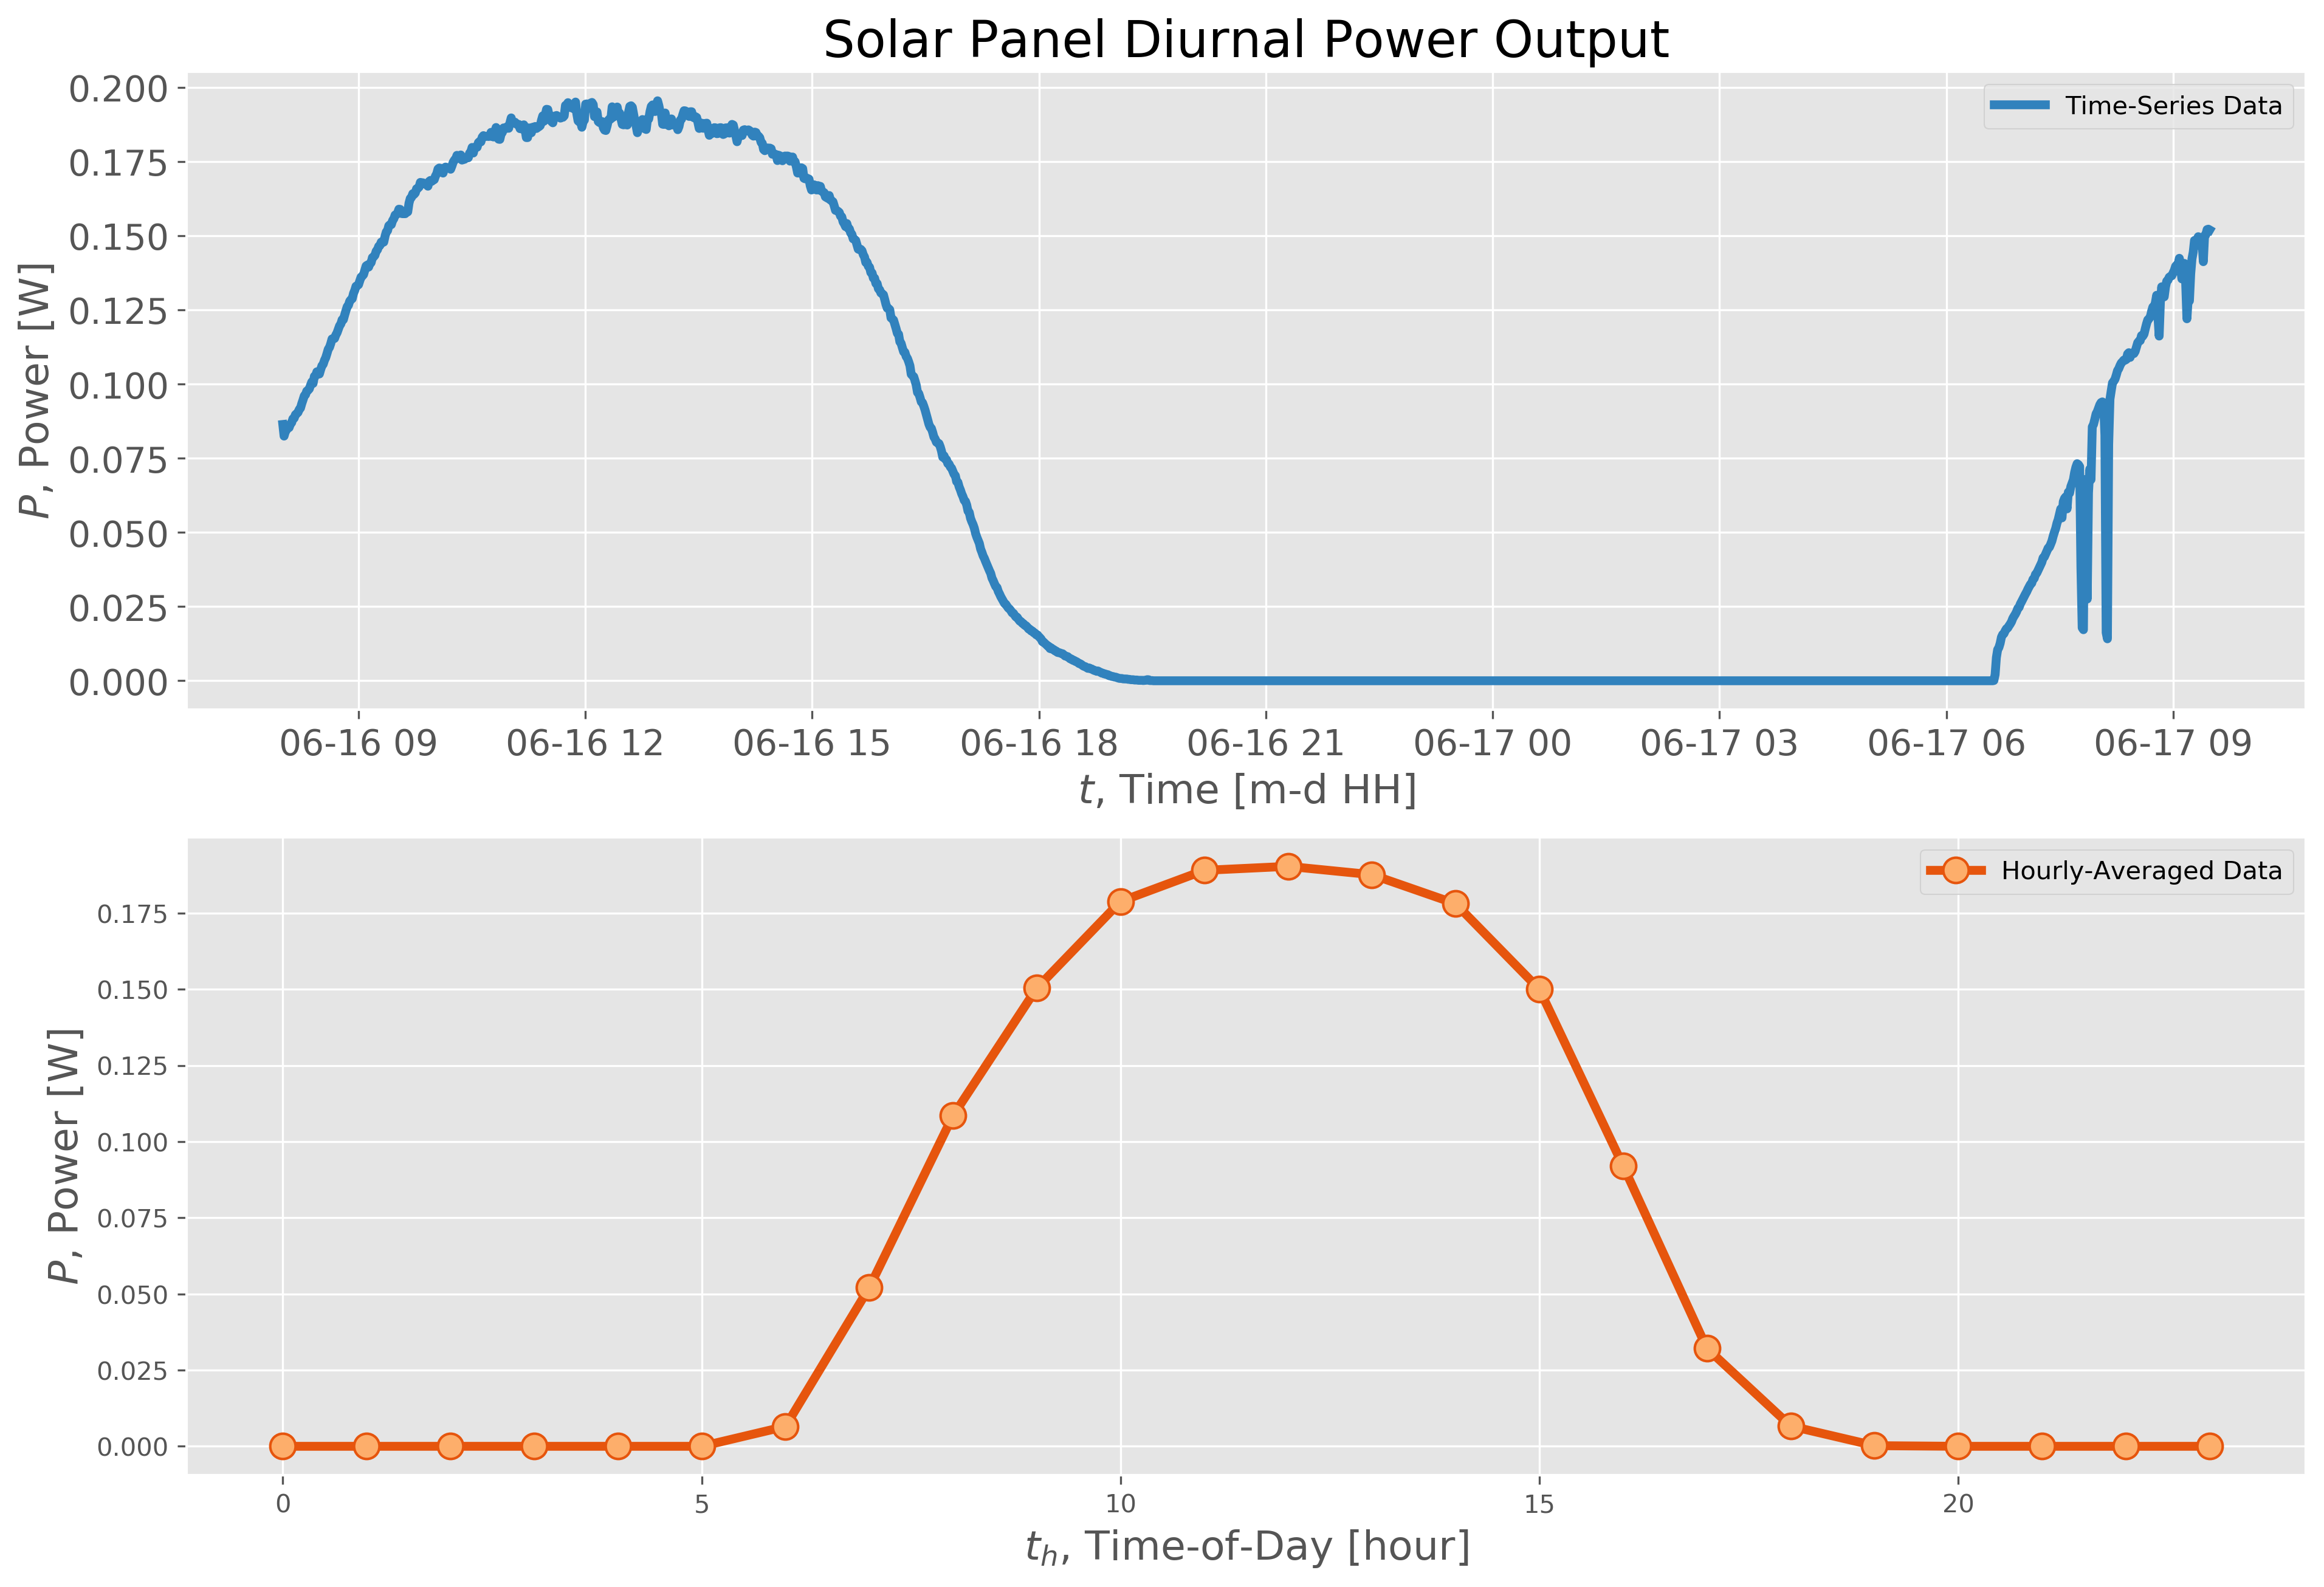 Solar Panel Diurnal Power Output
P, Power [W]
0.200
0.175
0.150
0.125
0.100
0.075
0.050
0.025
0.000
Time-Series Data
06-16 09 06-16 12 06-16 15 06-16 18 06-16 21 06-17 00 06-17 03 06-17 06 06-17 09
t, Time [m-d HH]
P, Power [W]
0.175
0.150
0.125
0.100
0.075
0.050
0.025
0.000
Hourly-Averaged Data
0 5 10 15 20
t_h, Time-of-Day [hour]